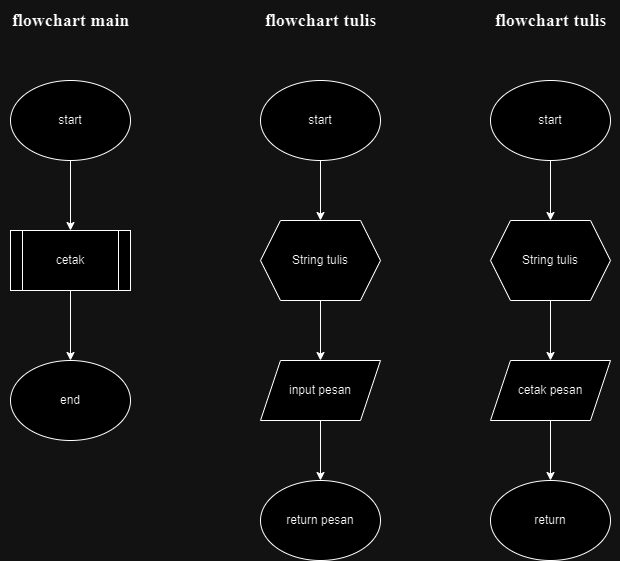 flowchart main
start
cetak
end
flowchart tulis
start
String tulis
input pesan
return pesan
flowchart tulis
start
String tulis
cetak pesan
return